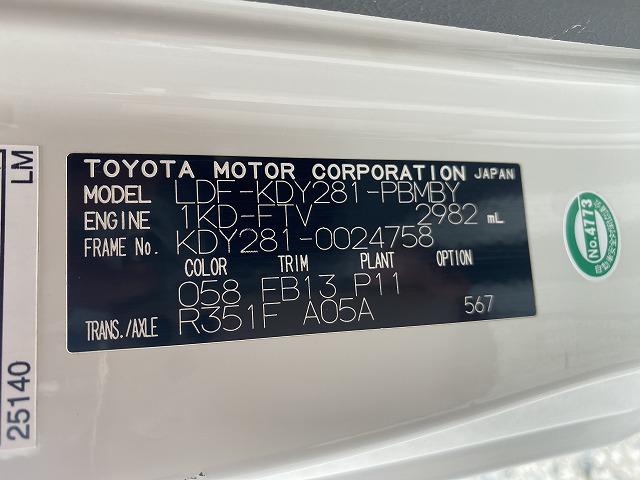 TOYOTA MOTOR CORPORATION JAPAN
MODEL LDF-KDY281-PBMBY
ENGINE 1KD-FTV 2982 mL
FRAME No. KDY281-0024758
COLOR TRIM PLANT OPTION
058 FB13 P11
TRANS./AXLE R351F A05A 567
LM
25140
No.4773